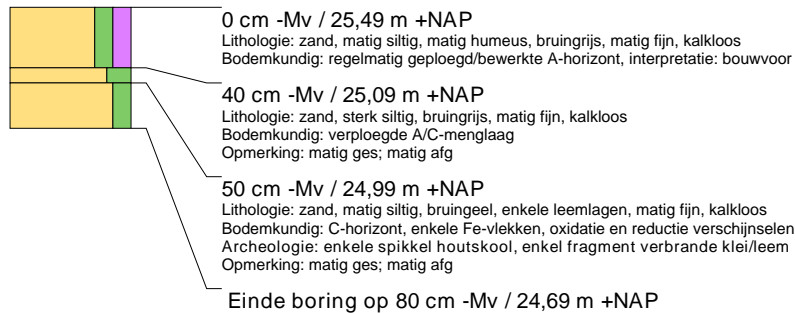 0 cm -Mv / 25,49 m +NAP
Lithologie: zand, matig siltig, matig humeus, bruingrijs, matig fijn, kalkloos
Bodemkundig: regelmatig geploegd/bewerkte A-horizont, interpretatie: bouwvoor
40 cm -Mv / 25,09 m +NAP
Lithologie: zand, sterk siltig, bruingrijs, matig fijn, kalkloos
Bodemkundig: verploegde A/C-menglaag
Opmerking: matig ges; matig afg
50 cm -Mv / 24,99 m +NAP
Lithologie: zand, matig siltig, bruingeel, enkele leemlagen, matig fijn, kalkloos
Bodemkundig: C-horizont, enkele Fe-vlekken, oxidatie en reductie verschijnselen
Archeologie: enkele spikkel houtskool, enkel fragment verbrande klei/leem
Opmerking: matig ges; matig afg
Einde boring op 80 cm -Mv / 24,69 m +NAP